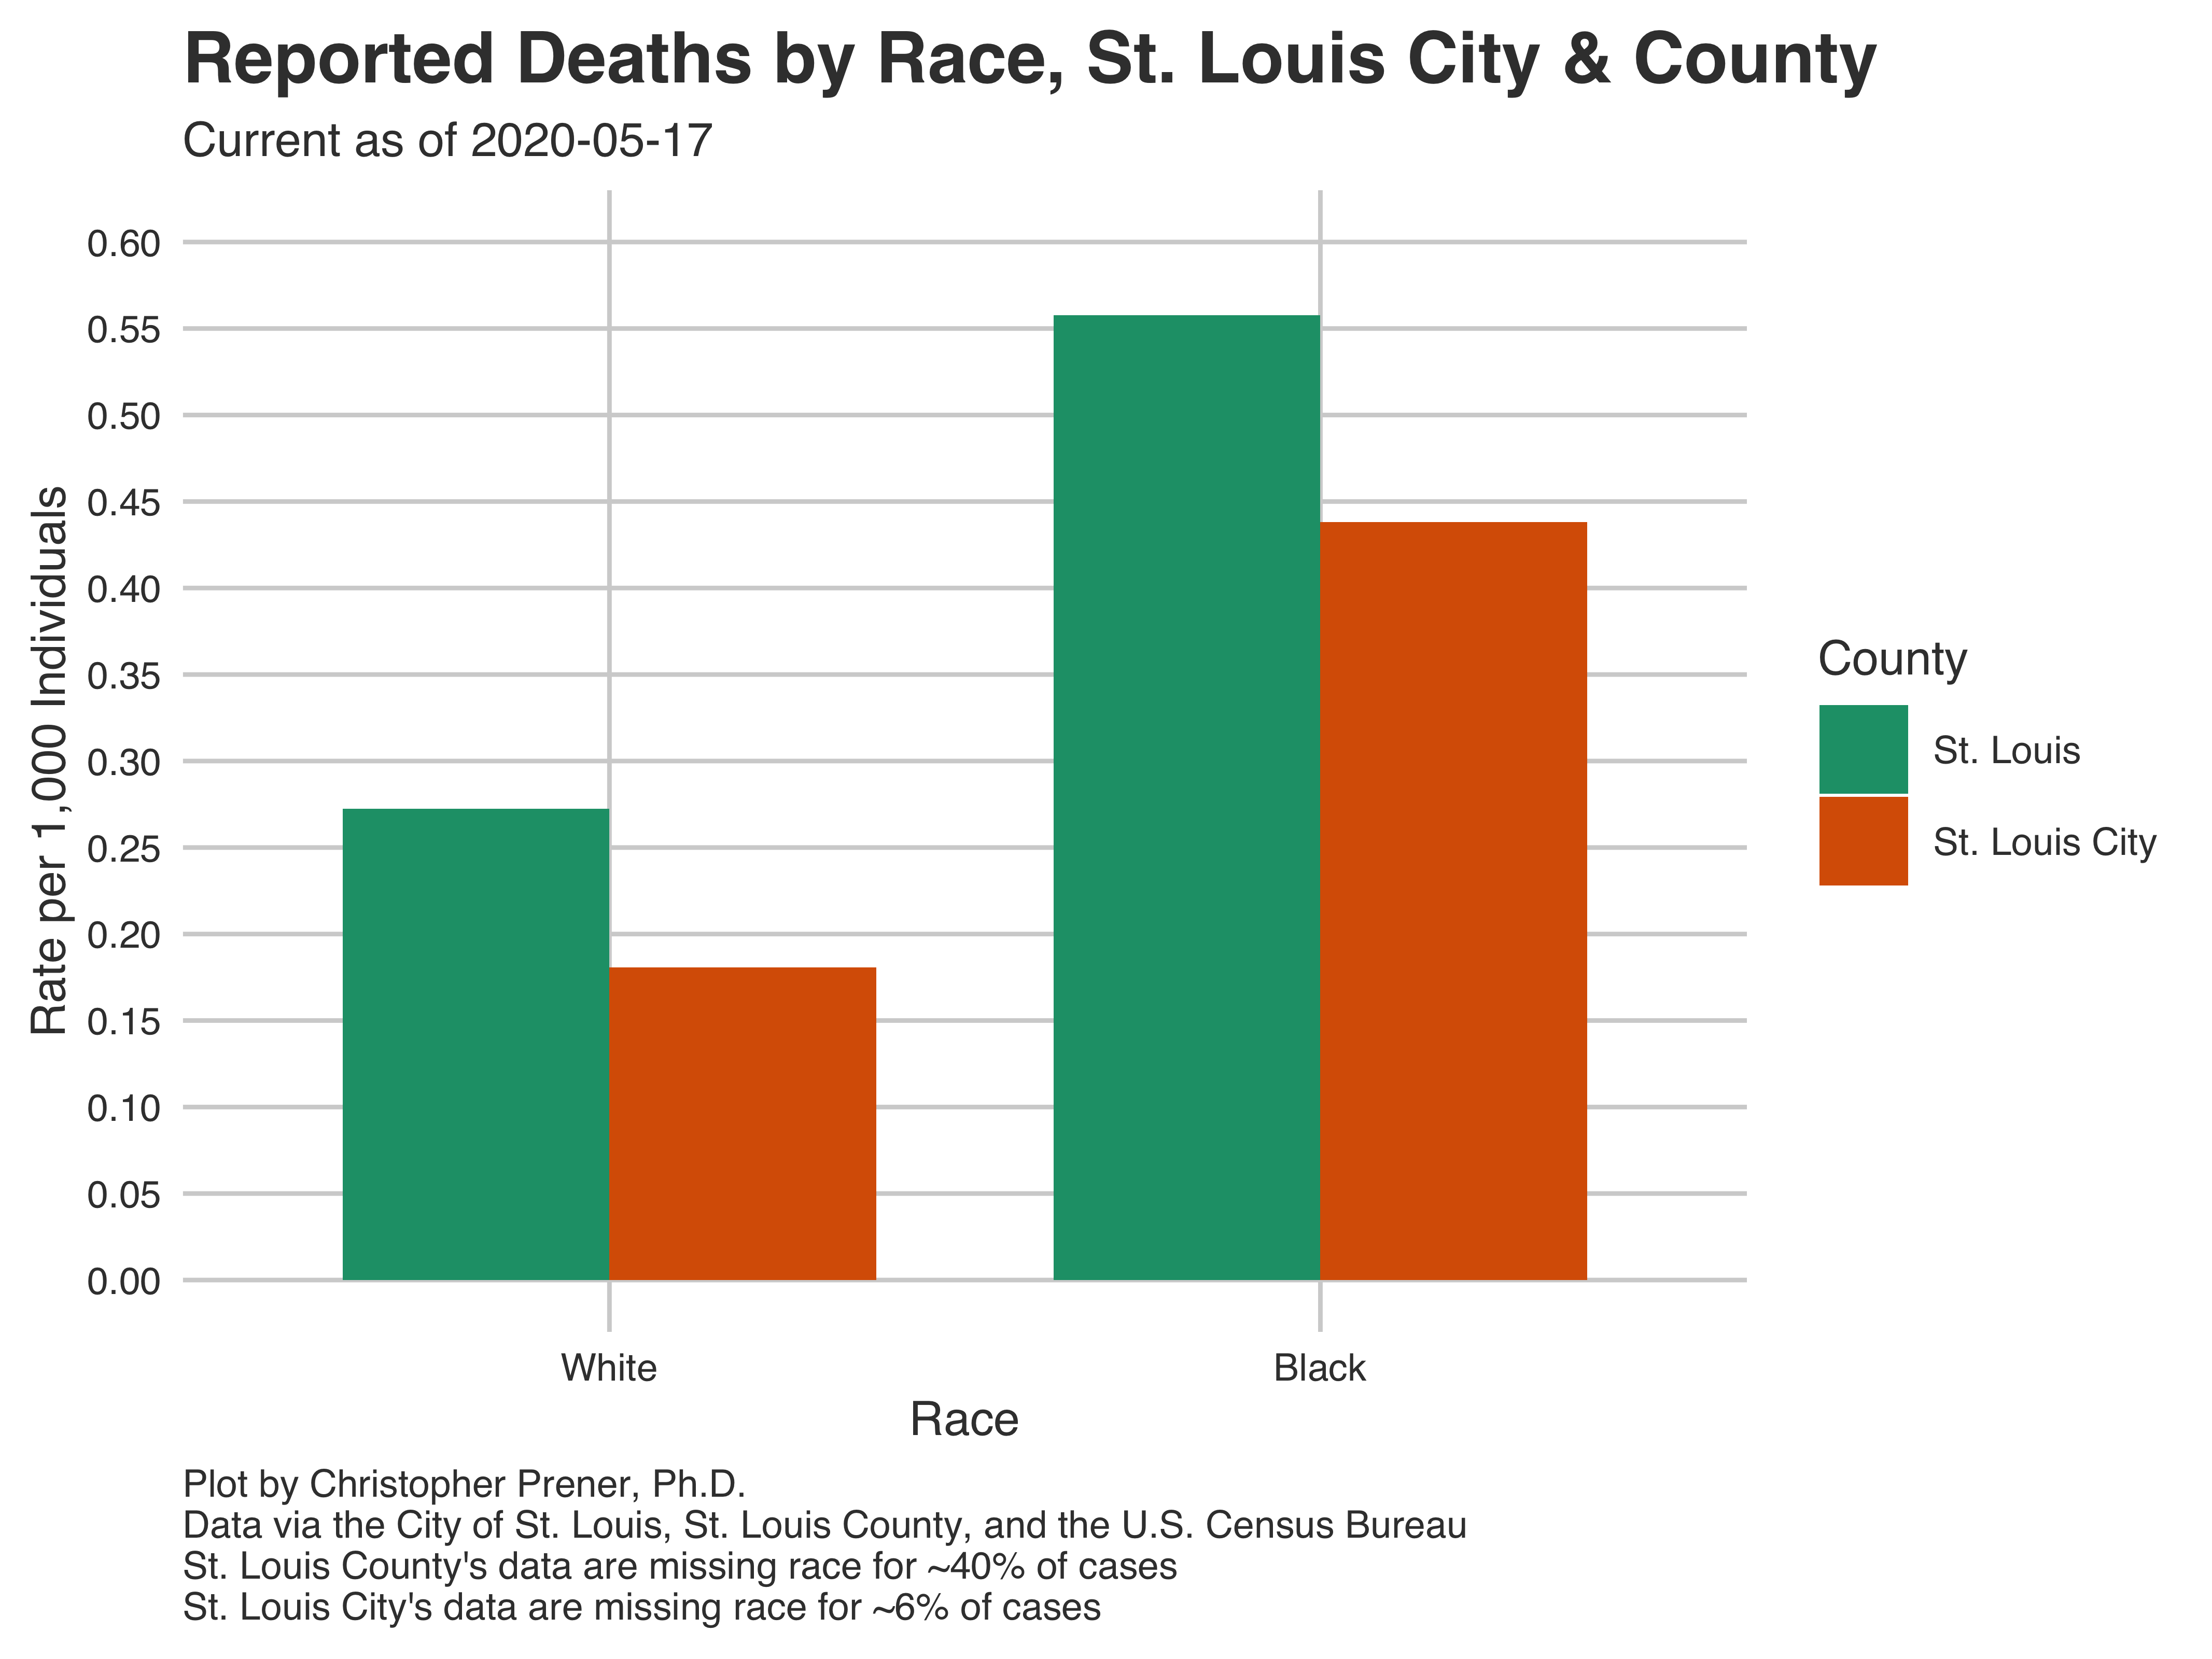 Reported Deaths by Race, St. Louis City & County
Current as of 2020-05-17
Rate per 1,000 Individuals
0.60
0.55
0.50
0.45
0.40
0.35
0.30
0.25
0.20
0.15
0.10
0.05
0.00
White
Black
Race
County
St. Louis
St. Louis City
Plot by Christopher Prener, Ph.D.
Data via the City of St. Louis, St. Louis County, and the U.S. Census Bureau
St. Louis County's data are missing race for ~40% of cases
St. Louis City's data are missing race for ~6% of cases